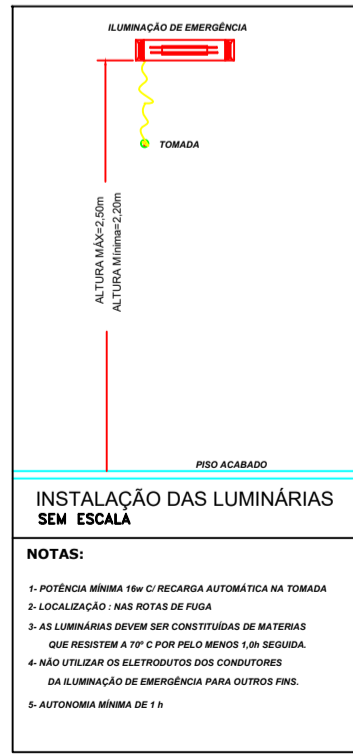 ILUMINAÇÃO DE EMERGÊNCIA
TOMADA
ALTURA MÁX=2,50m
ALTURA Mínima=2,20m
PISO ACABADO
INSTALAÇÃO DAS LUMINÁRIAS
SEM ESCALA
NOTAS:
1- POTÊNCIA MÍNIMA 16w C/ RECARGA AUTOMÁTICA NA TOMADA
2- LOCALIZAÇÃO : NAS ROTAS DE FUGA
3- AS LUMINÁRIAS DEVEM SER CONSTITUÍDAS DE MATERIAS
QUE RESISTEM A 70º C POR PELO MENOS 1,0h SEGUIDA.
4- NÃO UTILIZAR OS ELETRODUTOS DOS CONDUTORES
DA ILUMINAÇÃO DE EMERGÊNCIA PARA OUTROS FINS.
5- AUTONOMIA MÍNIMA DE 1 h